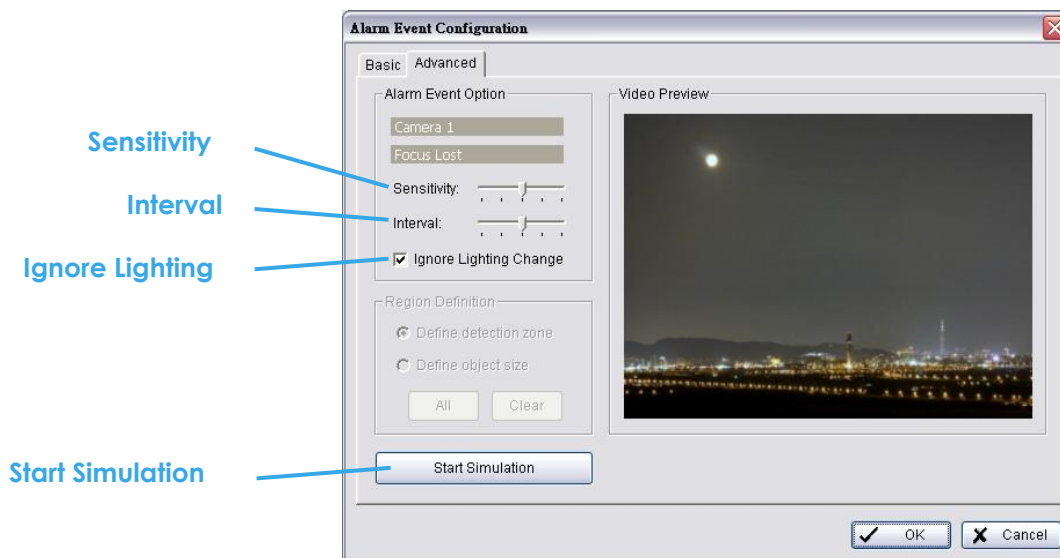 Alarm Event Configuration
Basic Advanced
Alarm Event Option
Camera 1
Focus Lost
Sensitivity:
Interval:
Ignore Lighting Change
Region Definition
Define detection zone
Define object size
All Clear
Start Simulation
Video Preview
OK Cancel
Sensitivity
Interval
Ignore Lighting
Start Simulation